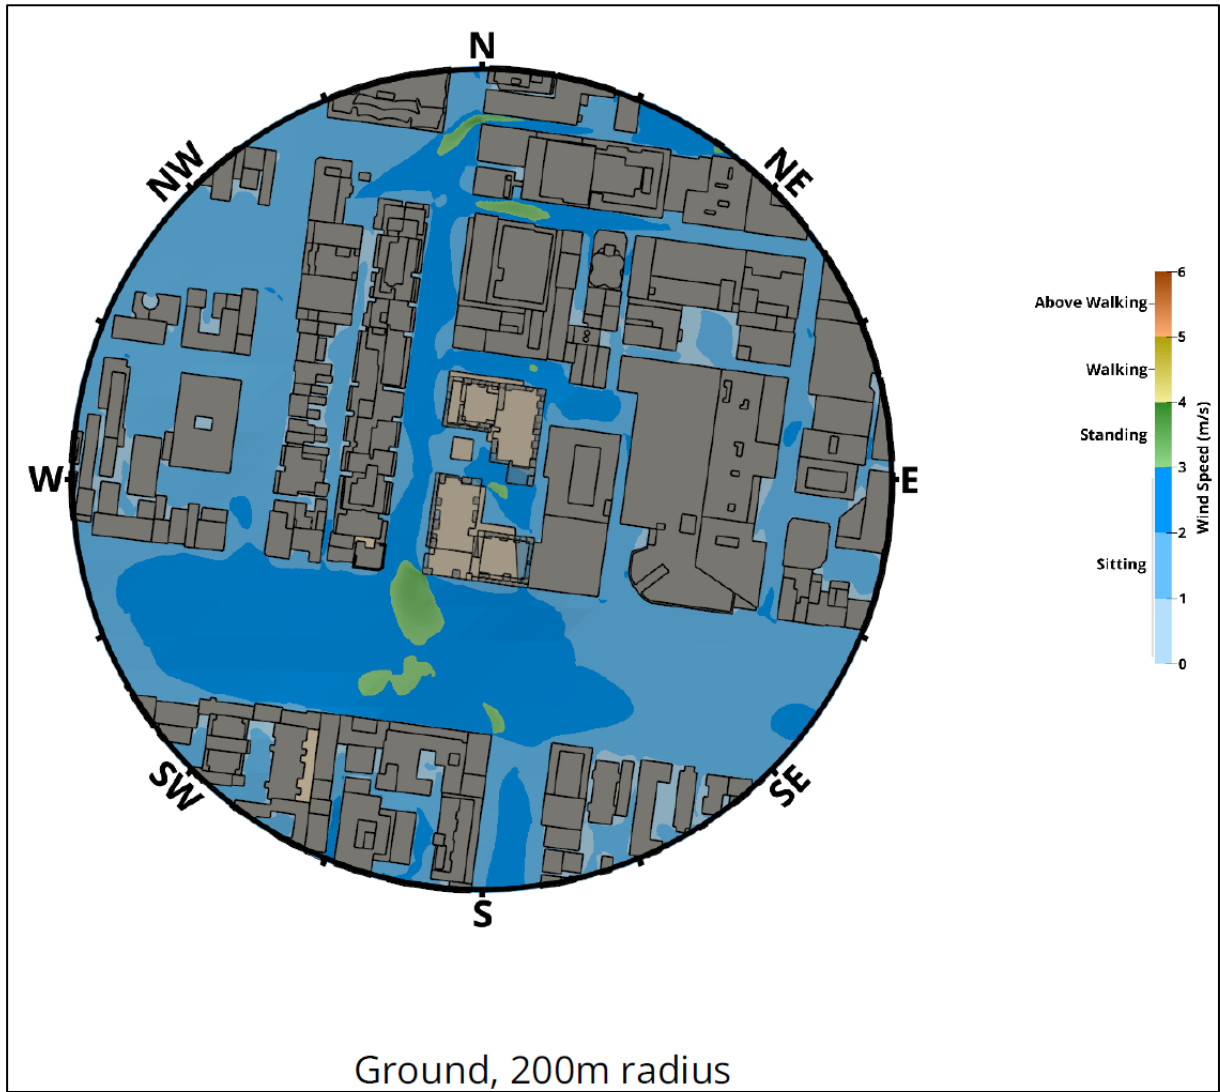 N
NW
NE
W
E
SW
SE
S
6
Above Walking
5
Walking
4
Standing
3
2
Sitting
1
0
Wind Speed (m/s)
Ground, 200m radius